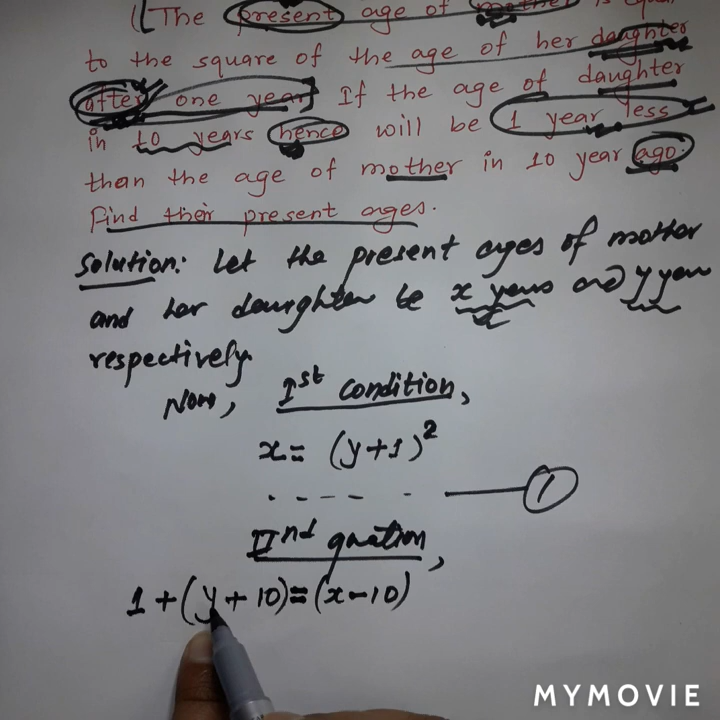 (The present age of mother is equal
to the square of the age of her daughter
after one year] If the age of daughter
in 10 years hence will be 1 year less
than the age of mother in 10 year ago.
Find their present ages.
Solution: Let the present ages of mother
and her daughter be x years and y years
respectively.
Now, Ist condition,
x = (y+1)²
. - - - - . —— 1
IInd quation,
1 + (y + 10) = (x - 10)
MYMOVIE